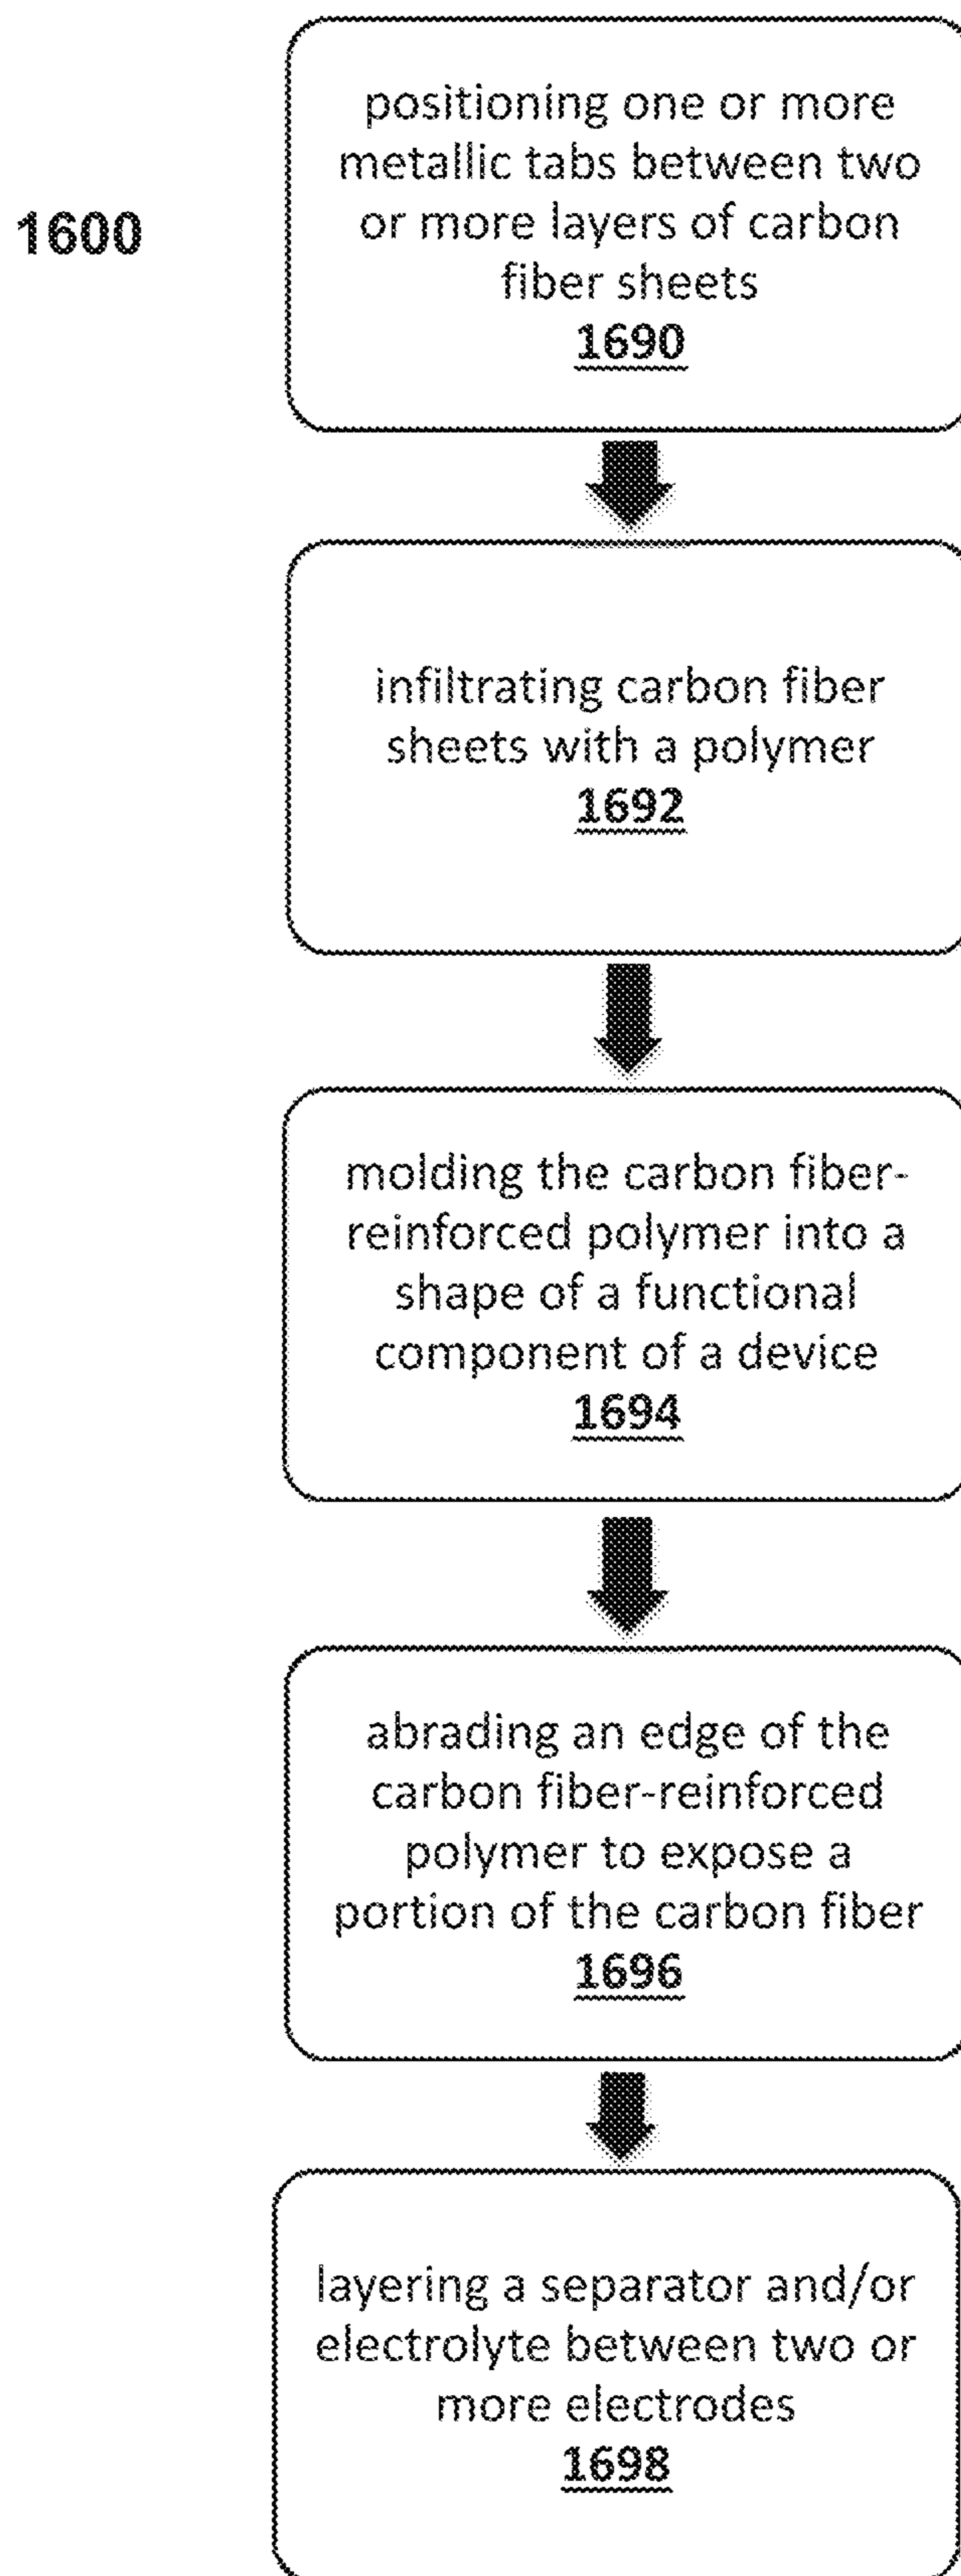 1600
positioning one or more
metallic tabs between two
or more layers of carbon
fiber sheets
1690
infiltrating carbon fiber
sheets with a polymer
1692
molding the carbon fiber-
reinforced polymer into a
shape of a functional
component of a device
1694
abrading an edge of the
carbon fiber-reinforced
polymer to expose a
portion of the carbon fiber
1696
layering a separator and/or
electrolyte between two or
more electrodes
1698